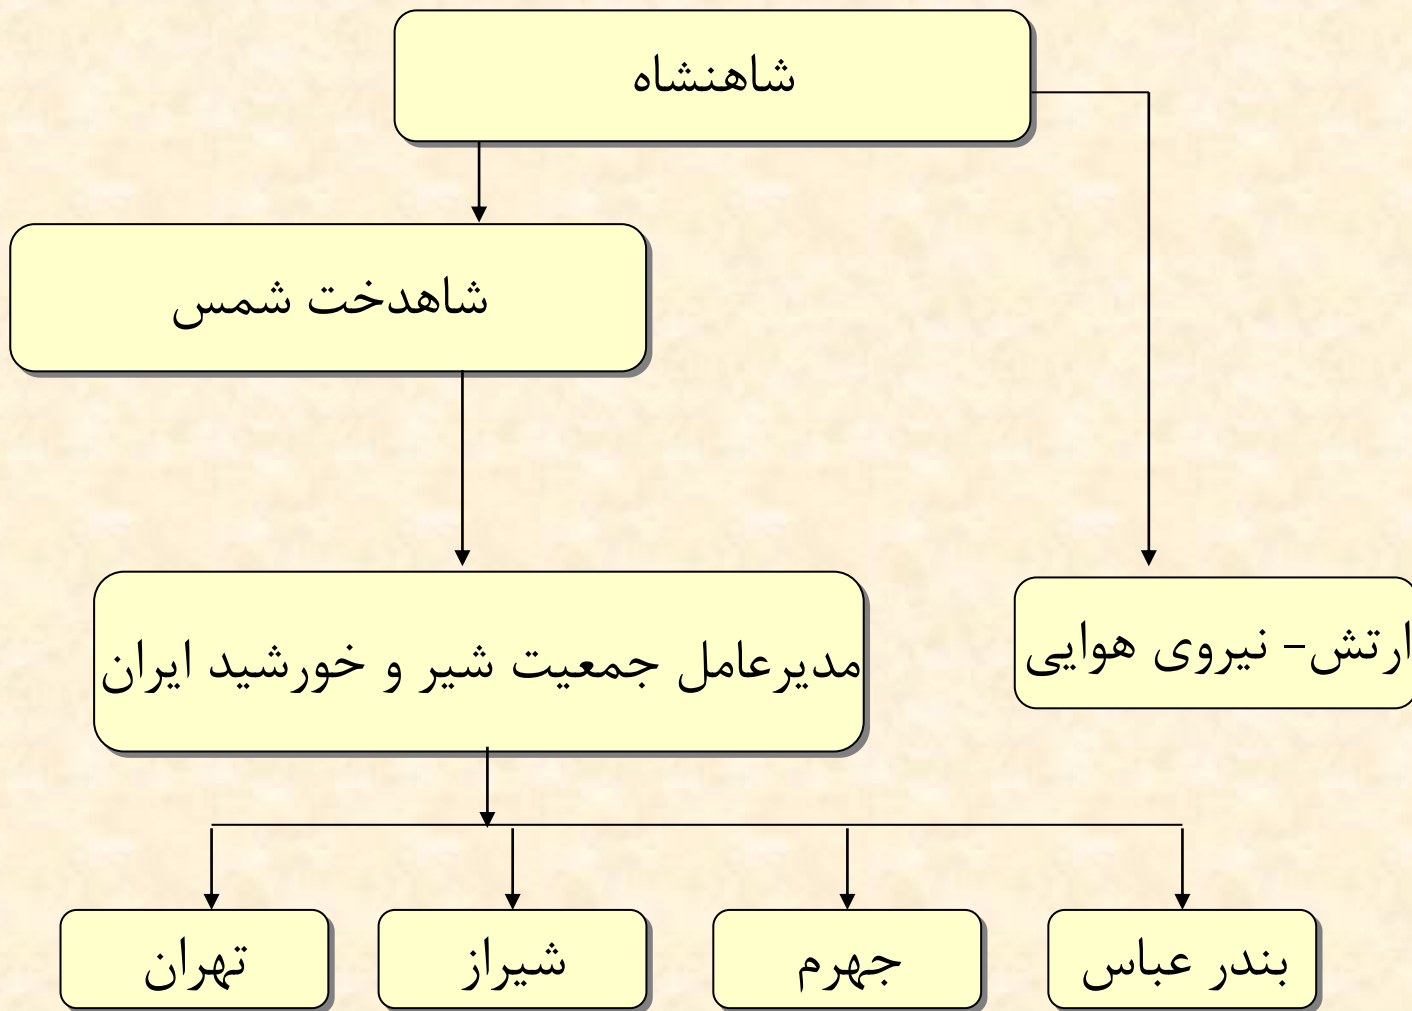 شاهنشاه
شاهدخت شمس
ارتش- نیروی هوایی
مدیرعامل جمعیت شیر و خورشید ایران
بندر عباس
جهرم
شیراز
تهران